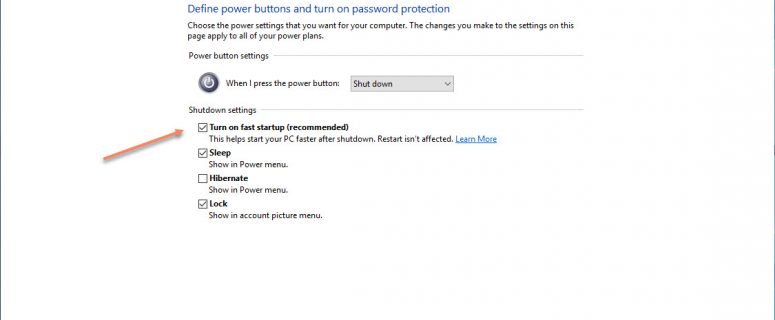 Define power buttons and turn on password protection
Choose the power settings that you want for your computer. The changes you make to the settings on this
page apply to all of your power plans.
Power button settings
When I press the power button: Shut down
Shutdown settings
Turn on fast startup (recommended)
This helps start your PC faster after shutdown. Restart isn't affected. Learn More
Sleep
Show in Power menu.
Hibernate
Show in Power menu.
Lock
Show in account picture menu.